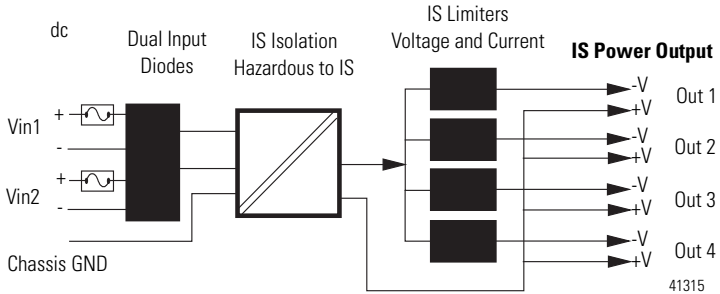 dc
Dual Input
Diodes
IS Isolation
Hazardous to IS
IS Limiters
Voltage and Current
IS Power Output
Vin1
+
-
Vin2
+
-
Chassis GND
-V
+V
Out 1
-V
+V
Out 2
-V
+V
Out 3
-V
+V
Out 4
41315